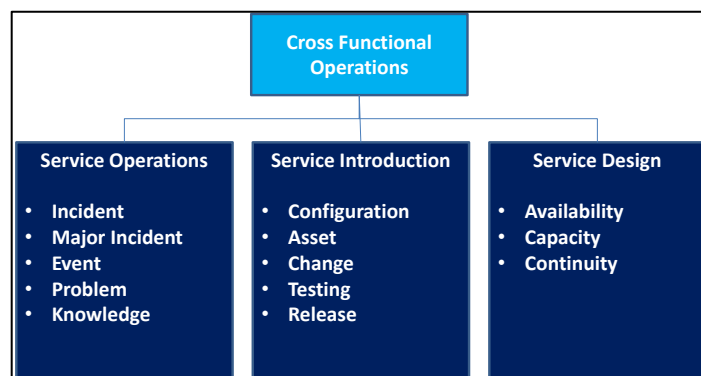 Cross Functional
Operations
Service Operations
• Incident
• Major Incident
• Event
• Problem
• Knowledge
Service Introduction
• Configuration
• Asset
• Change
• Testing
• Release
Service Design
• Availability
• Capacity
• Continuity